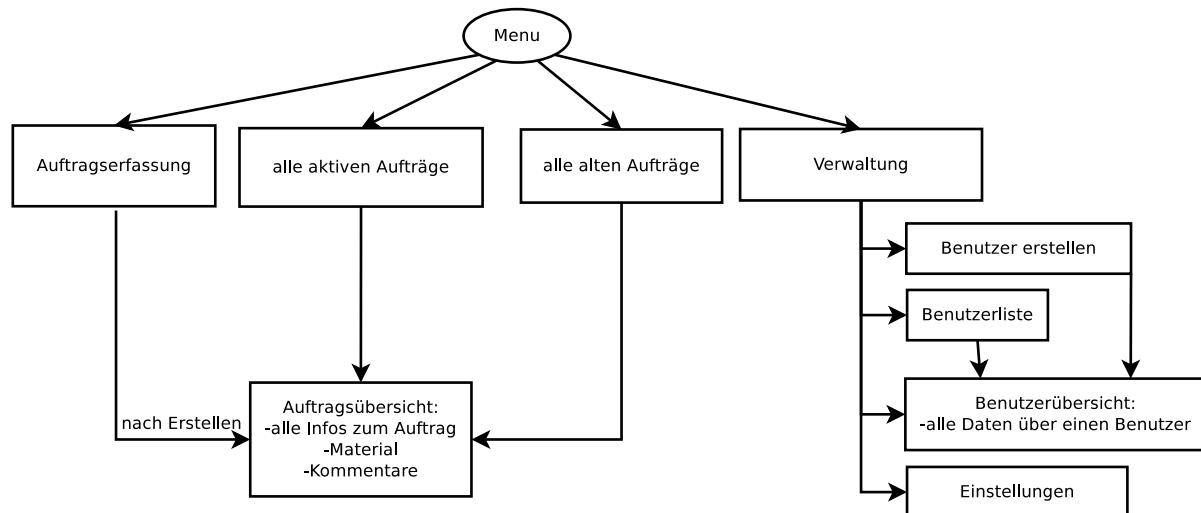 Menu
Auftragserfassung
alle aktiven Aufträge
alle alten Aufträge
Verwaltung
Benutzer erstellen
Benutzerliste
nach Erstellen
Auftragsübersicht:
-alle Infos zum Auftrag
-Material
-Kommentare
Benutzerübersicht:
-alle Daten über einen Benutzer
Einstellungen